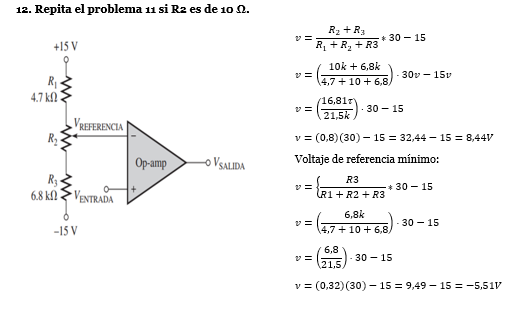 12. Repita el problema 11 si R2 es de 10 Ω.
+15 V
R1
4.7 kΩ
VREFERENCIA
R2
Op-amp
VSALIDA
R3
6.8 kΩ
VENTRADA
−
+
−15 V
v = (R2 + R3) / (R1 + R2 + R3) * 30 − 15
v = ((10k + 6,8k) / (4,7 + 10 + 6,8)) · 30v − 15v
v = (16,81 / 21,5k) · 30 − 15
v = (0,8)(30) − 15 = 32,44 − 15 = 8,44V
Voltaje de referencia mínimo:
v = {R3 / (R1 + R2 + R3 * 30 − 15
v = (6,8k / (4,7 + 10 + 6,8)) · 30 − 15
v = (6,8 / 21,5) · 30 − 15
v = (0,32)(30) − 15 = 9,49 − 15 = −5,51V